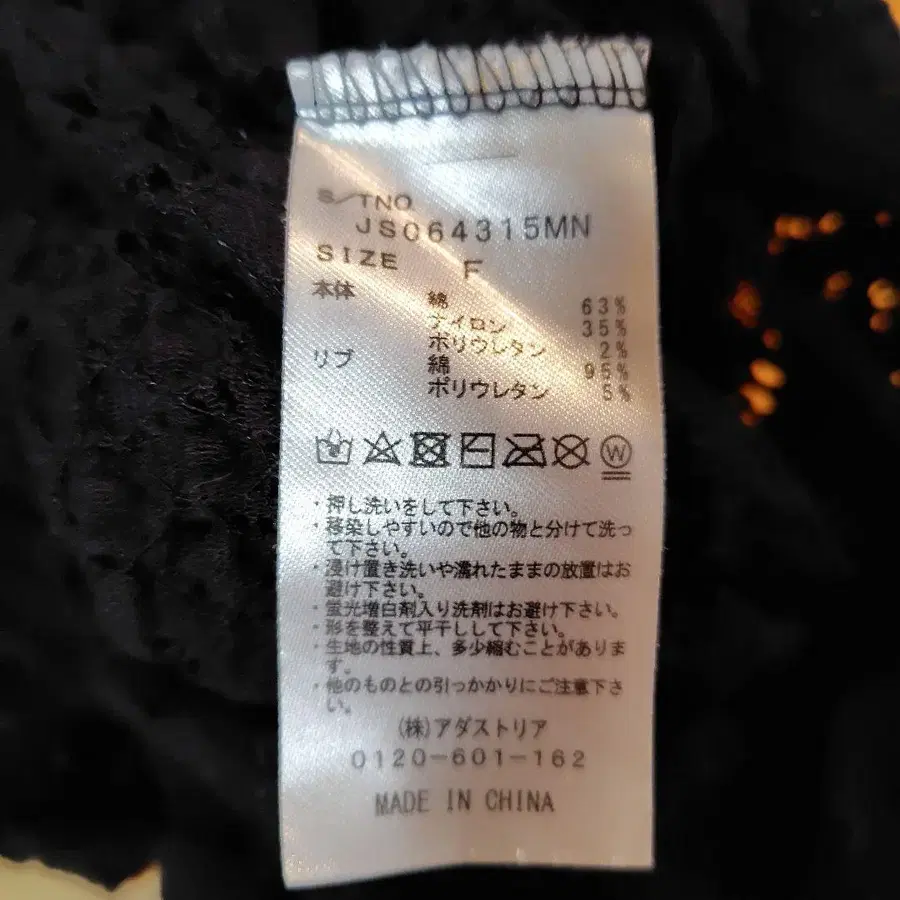 S/TNO
JS064315MN
SIZE F
本体 綿 63%
ナイロン 35%
ポリウレタン 2%
リブ 綿 95%
ポリウレタン 5%
W
・押し洗いをして下さい。
・移染しやすいので他の物と分けて洗っ
て下さい。
・浸け置き洗いや濡れたままの放置はお
避け下さい。
・蛍光増白剤入り洗剤はお避け下さい。
・形を整えて平干しして下さい。
・生地の性質上、多少縮むことがありま
す。
・他のものとの引っかかりにご注意下さ
い。
(株)アダストリア
0120-601-162
MADE IN CHINA